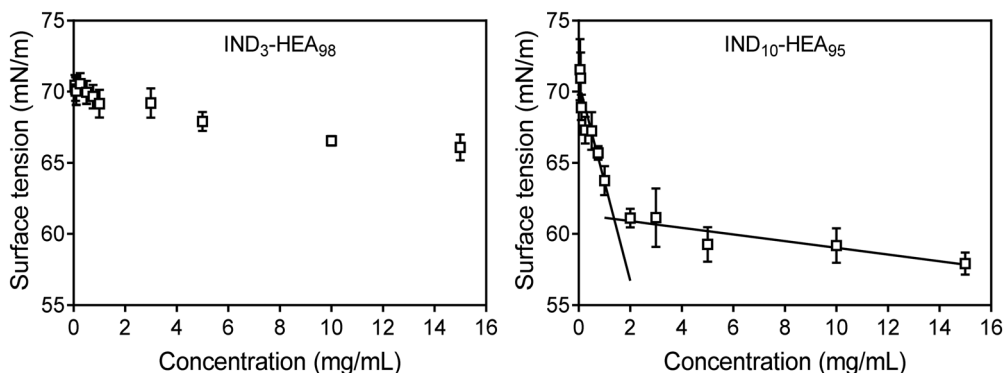 IND3-HEA98
Surface tension (mN/m)
75
70
65
60
55
0 2 4 6 8 10 12 14 16
Concentration (mg/mL)
IND10-HEA95
Surface tension (mN/m)
75
70
65
60
55
0 2 4 6 8 10 12 14 16
Concentration (mg/mL)